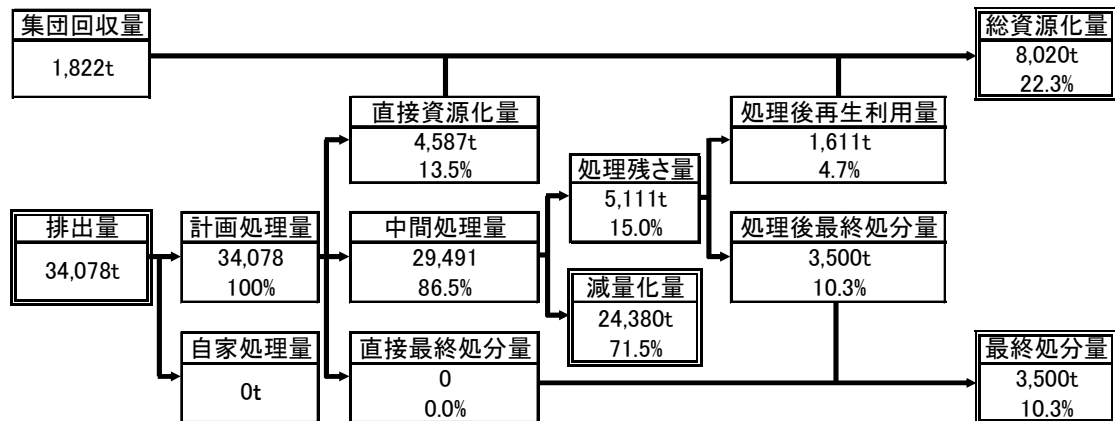 集団回収量
1,822t
総資源化量
8,020t
22.3%
直接資源化量
4,587t
13.5%
処理後再生利用量
1,611t
4.7%
処理残さ量
5,111t
15.0%
排出量
34,078t
計画処理量
34,078
100%
中間処理量
29,491
86.5%
処理後最終処分量
3,500t
10.3%
減量化量
24,380t
71.5%
自家処理量
0t
直接最終処分量
0
0.0%
最終処分量
3,500t
10.3%